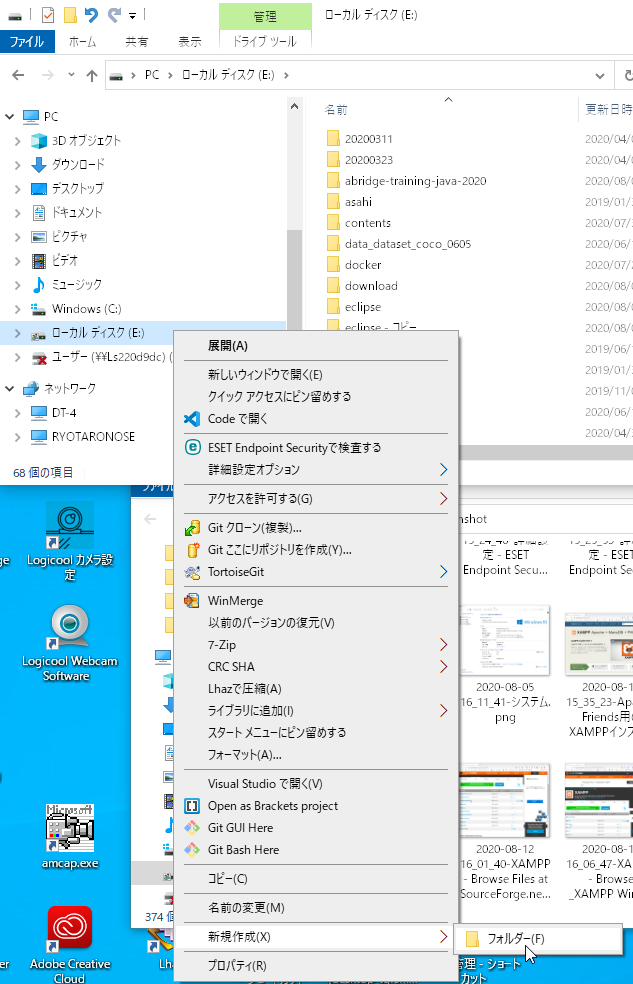 管理
ローカル ディスク (E:)
ファイル
ホーム
共有
表示
ドライブ ツール
PC
ローカル ディスク (E:)
名前
更新日時
PC
3D オブジェクト
ダウンロード
デスクトップ
ドキュメント
ピクチャ
ビデオ
ミュージック
Windows (C:)
ローカル ディスク (E:)
ユーザー (¥¥Ls220d9dc) (
ネットワーク
DT-4
RYOTARONOSE
68 個の項目
20200311
2020/04/0
20200323
2020/04/0
abridge-training-java-2020
2020/08/0
asahi
2019/01/3
contents
2020/07/3
data_dataset_coco_0605
2020/06/1
docker
2020/07/2
download
2020/08/0
eclipse
2020/08/0
eclipse - コピー
2020/08/0
2019/06/1
2019/01/3
2019/11/0
2020/06/1
2020/04/3
展開(A)
新しいウィンドウで開く(E)
クイック アクセスにピン留めする
Code で開く
ESET Endpoint Securityで検査する
詳細設定オプション
アクセスを許可する(G)
Git クローン(複製)...
Git ここにリポジトリを作成(Y)...
TortoiseGit
WinMerge
以前のバージョンの復元(V)
7-Zip
CRC SHA
Lhazで圧縮(A)
ライブラリに追加(I)
スタート メニューにピン留めする
フォーマット(A)...
Visual Studio で開く(V)
Open as Brackets project
Git GUI Here
Git Bash Here
コピー(C)
名前の変更(M)
新規作成(X)
プロパティ(R)
フォルダー(F)
ファイル
nshot
定 - ESET
Endpoint Secu...
定 - ESET
Endpoint Secu
2020-08-05
16_11_41-システム.
png
2020-08-1
15_35_23-Apa
Friends用の
XAMPPインス
2020-08-12
16_01_40-XAMPP
- Browse Files at
SourceForge.ne...
2020-08-1
16_06_47-XA
- Browse F
_XAMPP Win
374 個
ge
Logicool カメラ設
定
Logicool Webcam
Software
Microsoft
amcap.exe
er
Adobe Creative
Cloud
Lha
管理 - ショート
カット